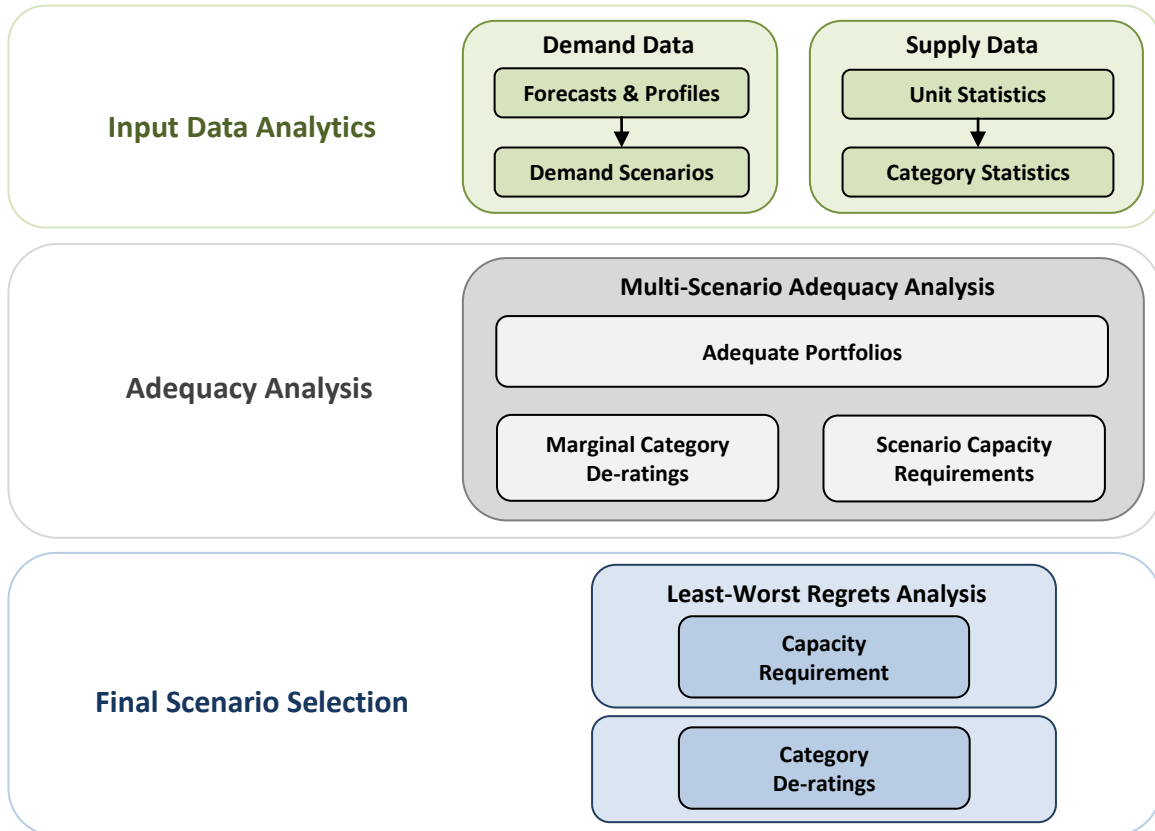 Input Data Analytics
Demand Data
Forecasts & Profiles
Demand Scenarios
Supply Data
Unit Statistics
Category Statistics
Adequacy Analysis
Multi-Scenario Adequacy Analysis
Adequate Portfolios
Marginal Category
De-ratings
Scenario Capacity
Requirements
Final Scenario Selection
Least-Worst Regrets Analysis
Capacity
Requirement
Category
De-ratings